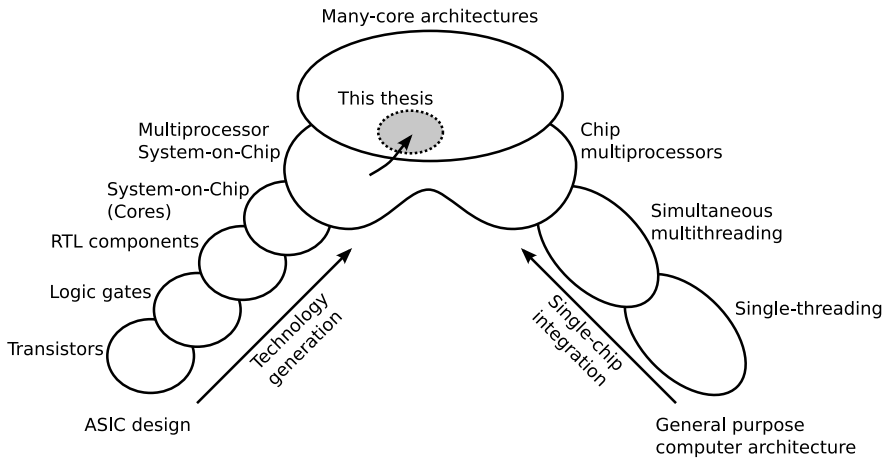 Many-core architectures
This thesis
Multiprocessor
System-on-Chip
Chip
multiprocessors
System-on-Chip
(Cores)
Simultaneous
multithreading
RTL components
Logic gates
Single-threading
Transistors
Technology
generation
Single-chip
integration
ASIC design
General purpose
computer architecture